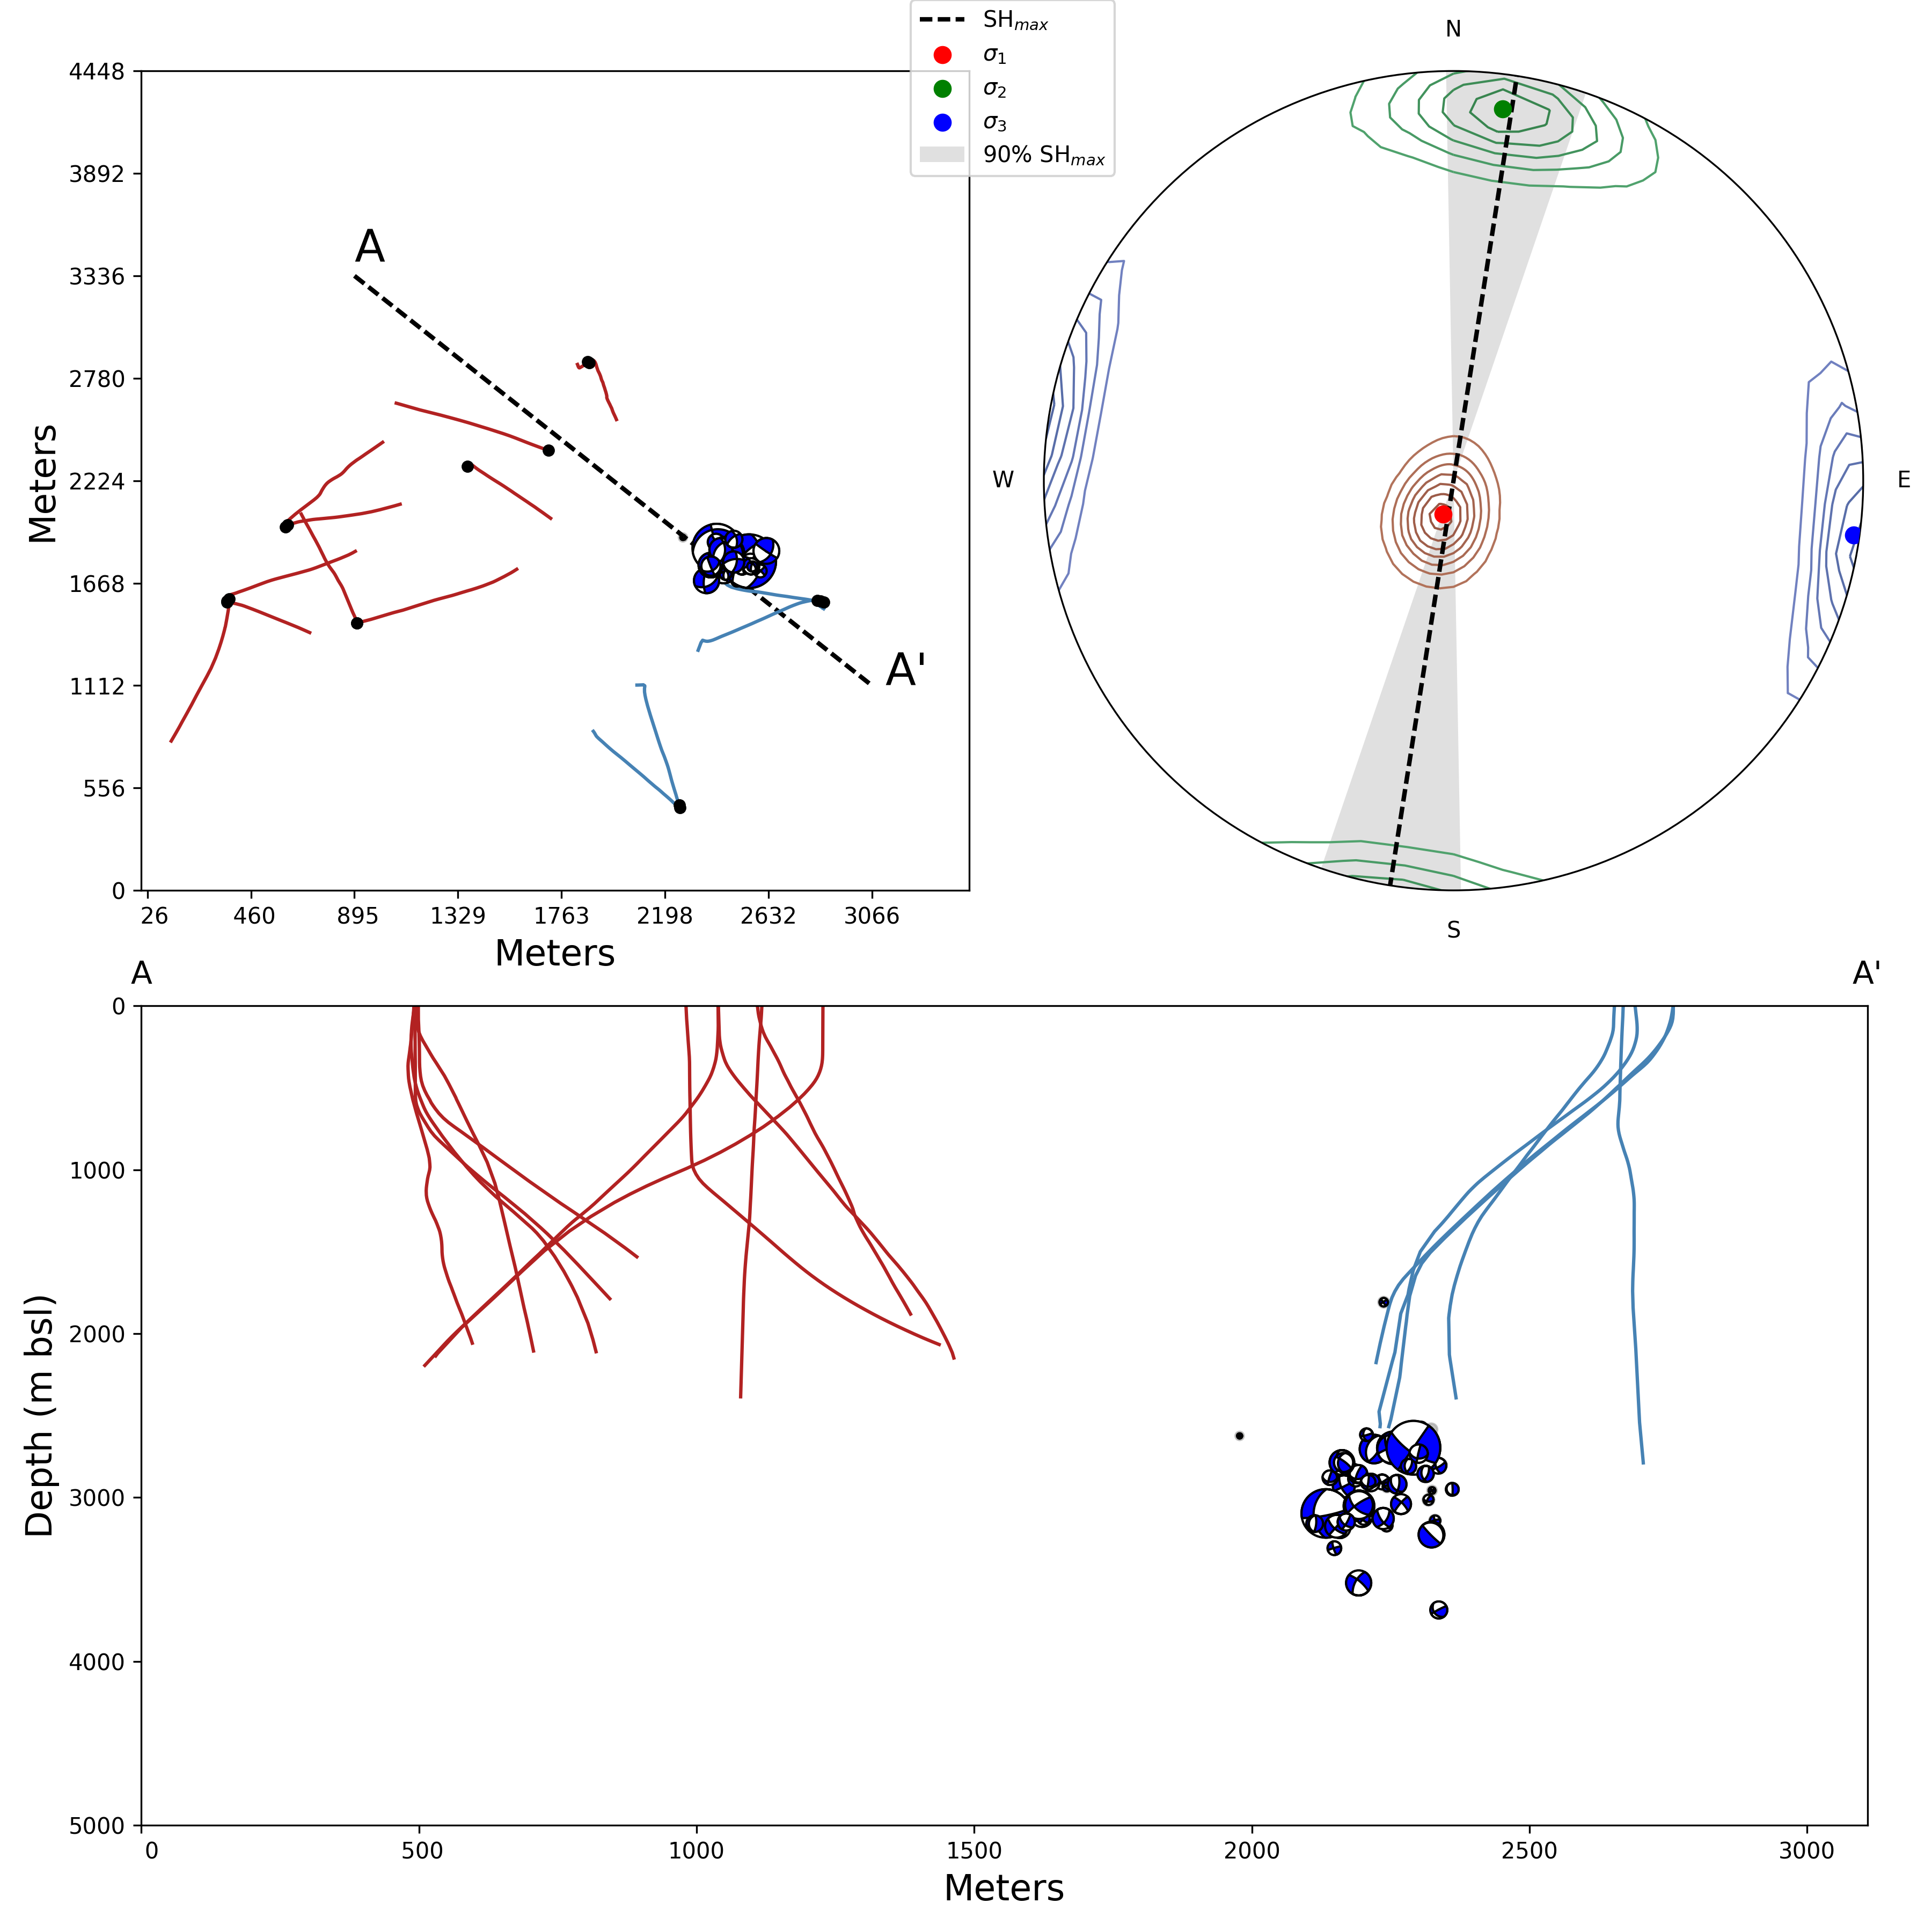 SHmax
σ1
σ2
σ3
90% SHmax
4448
3892
3336
2780
2224
1668
1112
556
0
Meters
A
A'
26 460 895 1329 1763 2198 2632 3066
Meters
N
W
E
S
A
A'
0
1000
2000
3000
4000
5000
Depth (m bsl)
0 500 1000 1500 2000 2500 3000
Meters